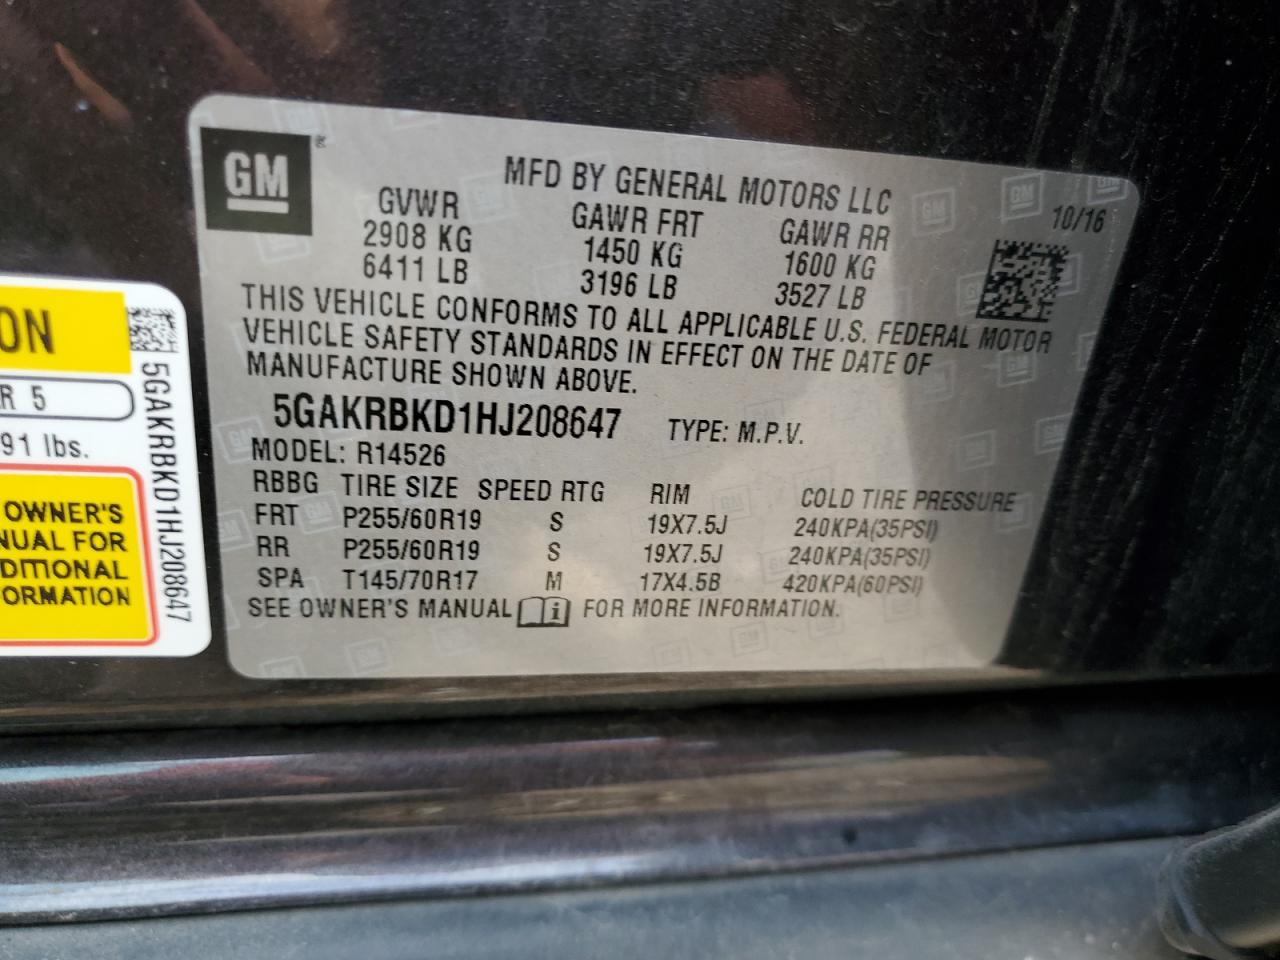 GM
MFD BY GENERAL MOTORS LLC
10/16
GVWR GAWR FRT GAWR RR
2908 KG 1450 KG 1600 KG
6411 LB 3196 LB 3527 LB
THIS VEHICLE CONFORMS TO ALL APPLICABLE U.S. FEDERAL MOTOR
VEHICLE SAFETY STANDARDS IN EFFECT ON THE DATE OF
MANUFACTURE SHOWN ABOVE.
5GAKRBKD1HJ208647 TYPE: M.P.V.
MODEL: R14526
RBBG TIRE SIZE SPEED RTG RIM COLD TIRE PRESSURE
FRT P255/60R19 S 19X7.5J 240KPA(35PSI)
RR P255/60R19 S 19X7.5J 240KPA(35PSI)
SPA T145/70R17 M 17X4.5B 420KPA(60PSI)
SEE OWNER'S MANUAL i FOR MORE INFORMATION.
ON
R 5
91 lbs.
OWNER'S
NUAL FOR
DDITIONAL
ORMATION
5GAKRBKD1HJ208647